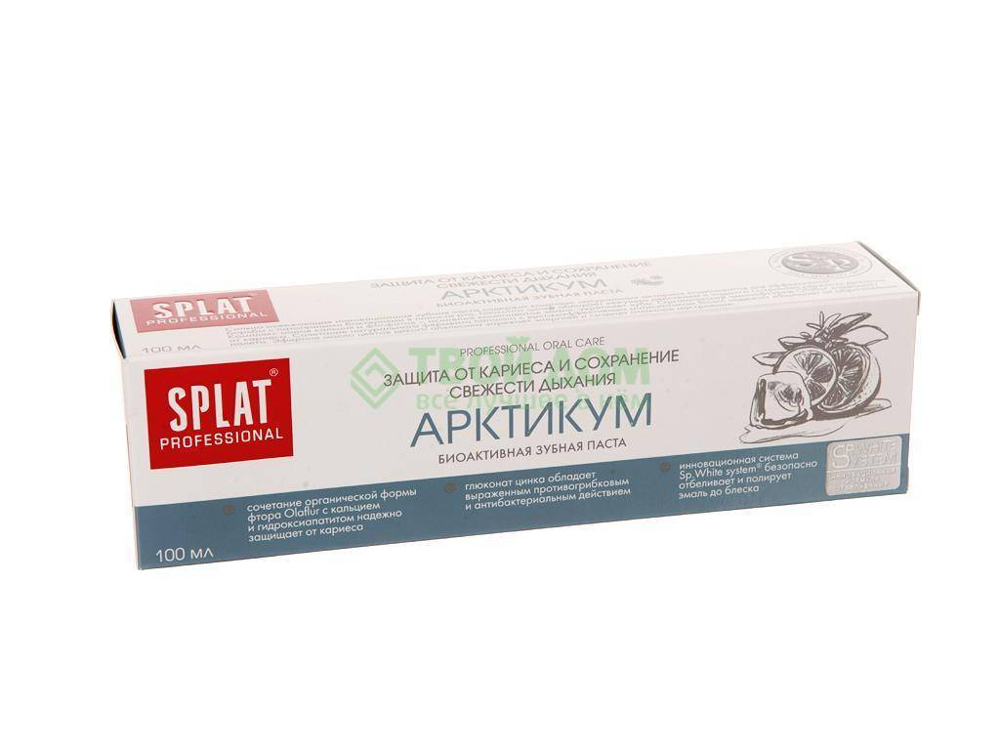 ЗАЩИТА ОТ КАРИЕСА И СОХРАНЕНИЕ
СВЕЖЕСТИ ДЫХАНИЯ
АРКТИКУМ
БИОАКТИВНАЯ ЗУБНАЯ ПАСТА
SPLAT
PROFESSIONAL
100 МЛ
Sp
SPLAT®
PROFESSIONAL
PROFESSIONAL ORAL CARE
ЗАЩИТА ОТ КАРИЕСА И СОХРАНЕНИЕ
СВЕЖЕСТИ ДЫХАНИЯ
АРКТИКУМ
БИОАКТИВНАЯ ЗУБНАЯ ПАСТА
ТВОЙ ДОМ
ВСЕ ЛУЧШЕЕ В НЁМ
сочетание органической формы
фтора Olaflur с кальцием
и гидроксиапатитом надежно
защищает от кариеса
глюконат цинка обладает
выраженным противогрибковым
и антибактериальным действием
инновационная система
Sp.White system® безопасно
отбеливает и полирует
эмаль до блеска
SP.WHITE
SYSTEM
100 МЛ